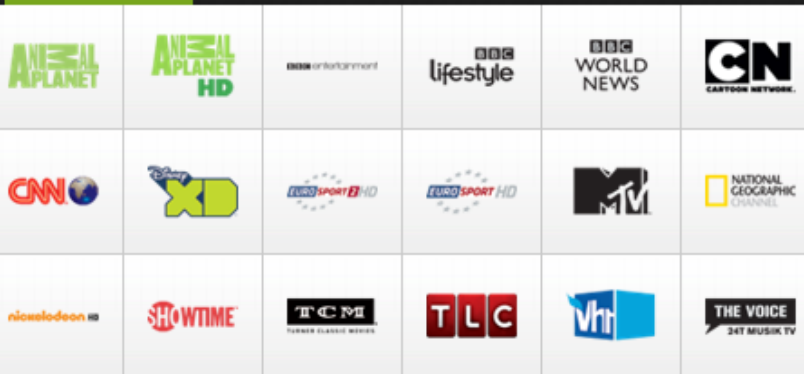 ANIMAL
PLANET
ANIMAL
PLANET
HD
BBC entertainment
BBC
lifestyle
BBC
WORLD
NEWS
CN
CARTOON NETWORK.
CNN
Disney
XD
EUROSPORT 2 HD
EUROSPORT HD
MTV
NATIONAL
GEOGRAPHIC
CHANNEL
nickelodeon HD
SHOWTIME
TCM
TURNER CLASSIC MOVIES.
TLC
Vh1
THE VOICE
24T MUSIK TV